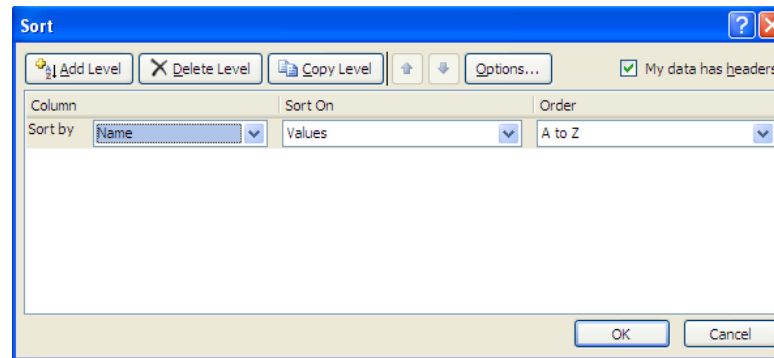 Sort
Add Level Delete Level Copy Level Options... My data has headers
Column Sort On Order
Sort by Name Values A to Z
OK Cancel